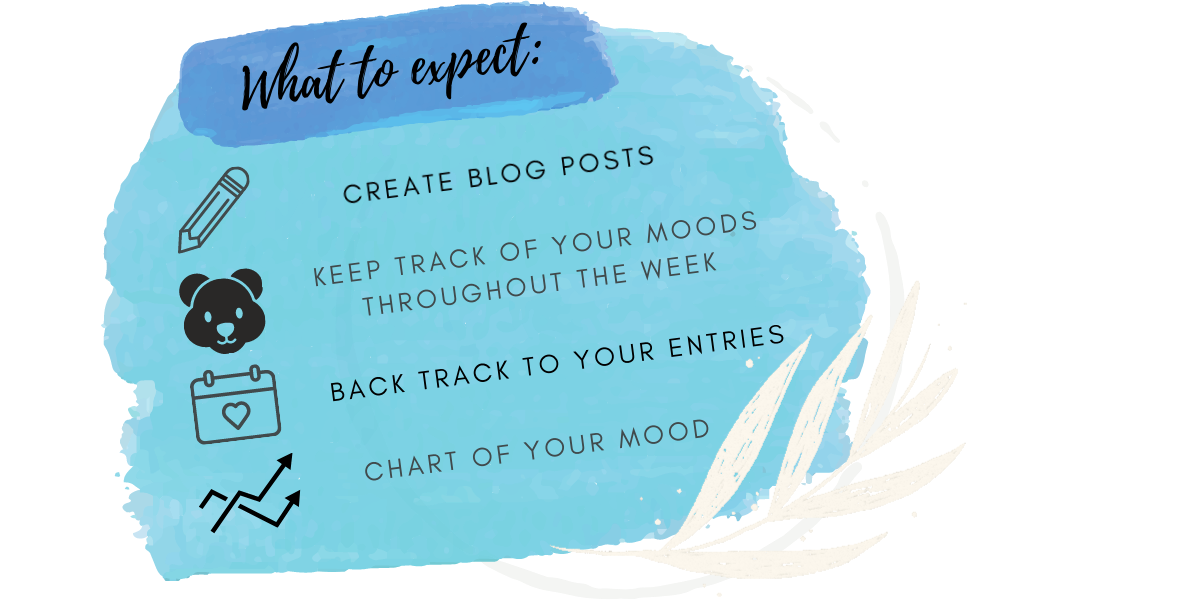 What to expect:
CREATE BLOG POSTS
KEEP TRACK OF YOUR MOODS
THROUGHOUT THE WEEK
BACK TRACK TO YOUR ENTRIES
CHART OF YOUR MOOD